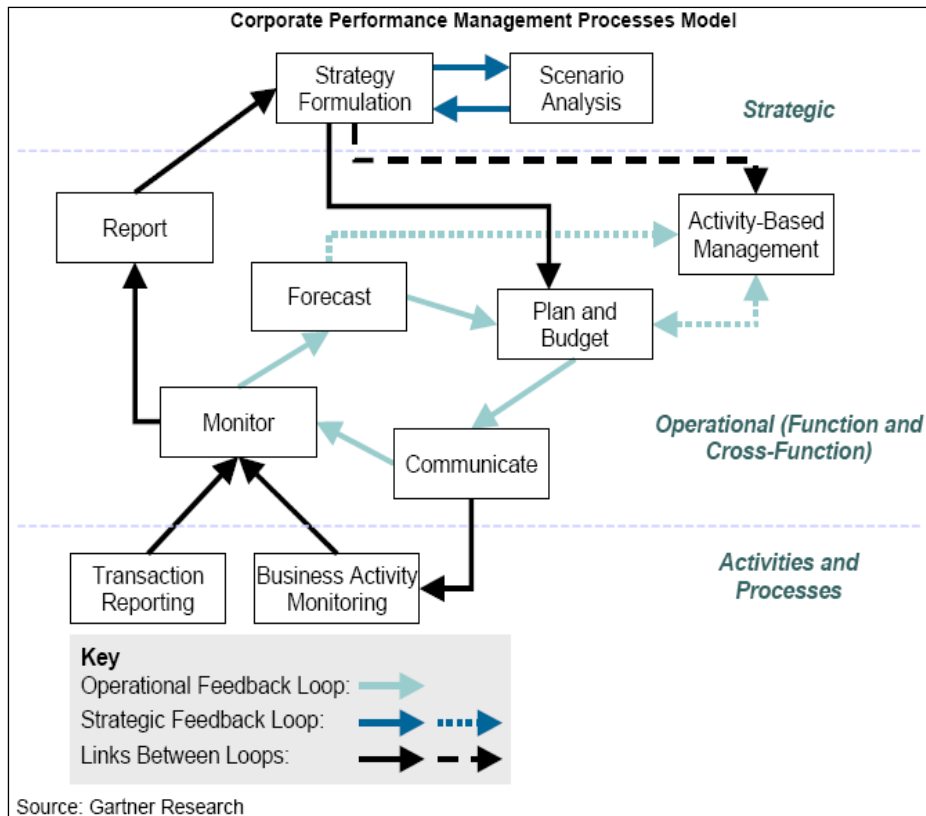 Corporate Performance Management Processes Model
Strategy
Formulation
Scenario
Analysis
Strategic
Report
Activity-Based
Management
Forecast
Plan and
Budget
Monitor
Communicate
Operational (Function and
Cross-Function)
Transaction
Reporting
Business Activity
Monitoring
Activities and
Processes
Key
Operational Feedback Loop:
Strategic Feedback Loop:
Links Between Loops:
Source: Gartner Research